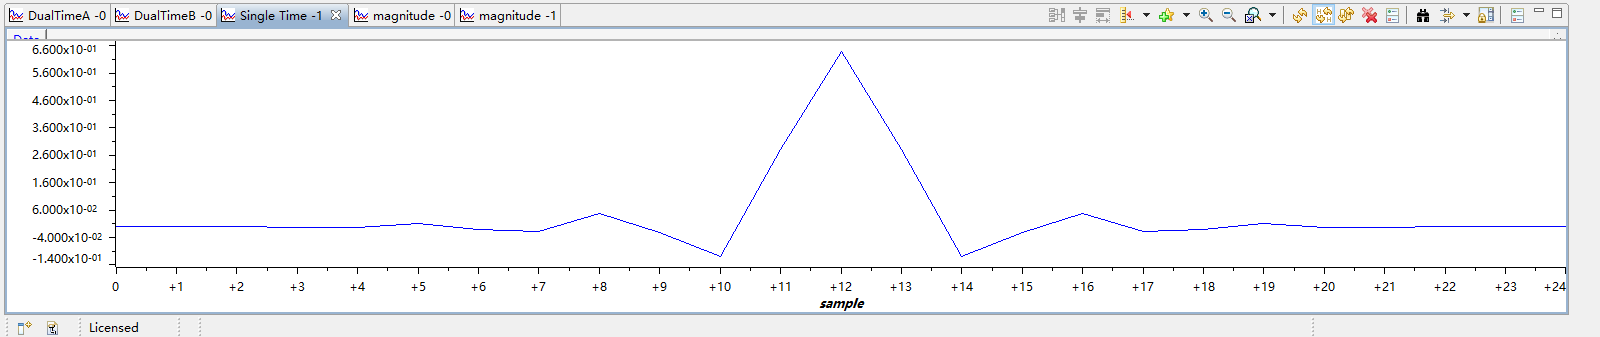 DualTimeA -0 DualTimeB -0 Single Time -1 magnitude -0 magnitude -1
6.600x10-01
5.600x10-01
4.600x10-01
3.600x10-01
2.600x10-01
1.600x10-01
6.000x10-02
-4.000x10-02
-1.400x10-01
0 +1 +2 +3 +4 +5 +6 +7 +8 +9 +10 +11 +12 +13 +14 +15 +16 +17 +18 +19 +20 +21 +22 +23 +24
sample
Licensed